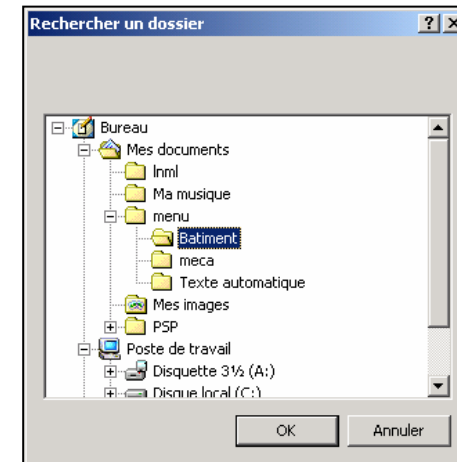 Rechercher un dossier
Bureau
Mes documents
lnml
Ma musique
menu
Batiment
meca
Texte automatique
Mes images
PSP
Poste de travail
Disquette 3½ (A:)
Disque local (C:)
OK
Annuler